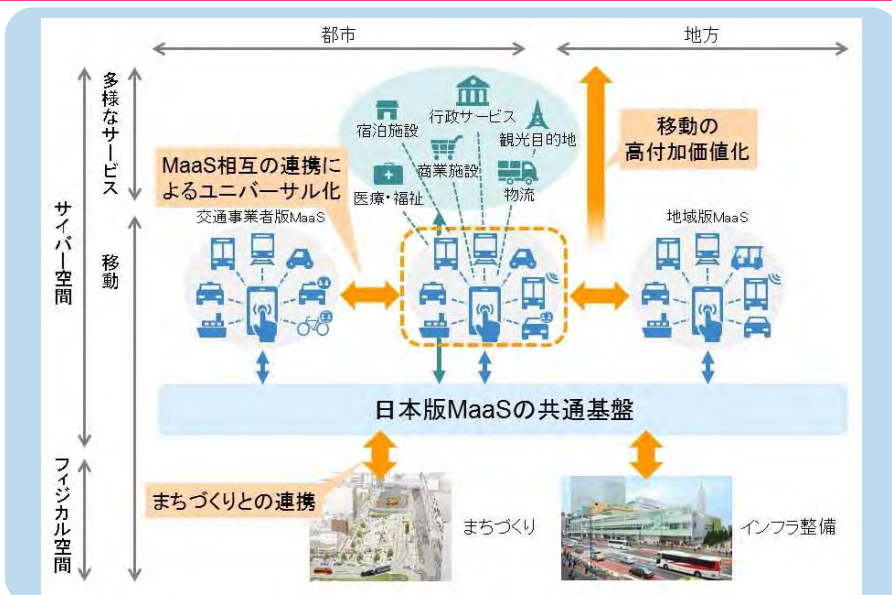 都市
地方
多様なサービス
サイバー空間
移動
フィジカル空間
行政サービス
宿泊施設
観光目的地
商業施設
医療・福祉
物流
移動の
高付加価値化
MaaS相互の連携に
よるユニバーサル化
交通事業者版MaaS
地域版MaaS
日本版MaaSの共通基盤
まちづくりとの連携
まちづくり
インフラ整備